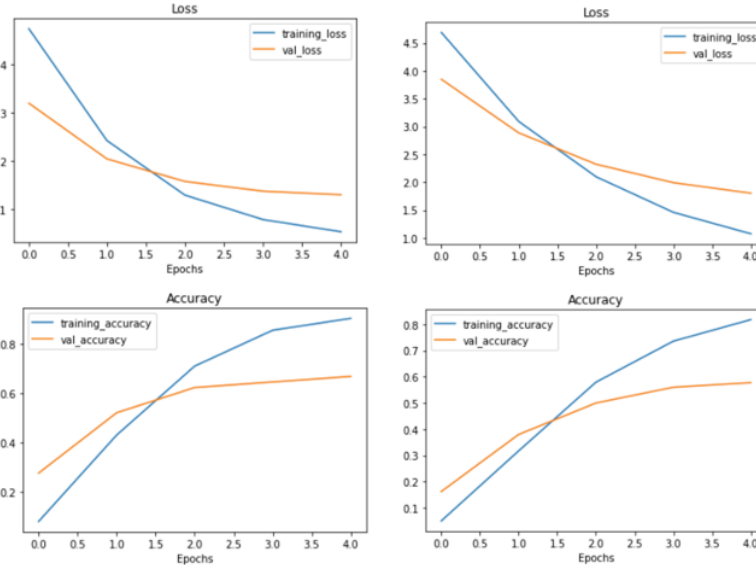 Loss
training_loss
val_loss
4
3
2
1
0.0 0.5 1.0 1.5 2.0 2.5 3.0 3.5 4.0
Epochs
Loss
training_loss
val_loss
4.5
4.0
3.5
3.0
2.5
2.0
1.5
1.0
0.0 0.5 1.0 1.5 2.0 2.5 3.0 3.5 4.0
Epochs
Accuracy
training_accuracy
val_accuracy
0.8
0.6
0.4
0.2
0.0 0.5 1.0 1.5 2.0 2.5 3.0 3.5 4.0
Epochs
Accuracy
training_accuracy
val_accuracy
0.8
0.7
0.6
0.5
0.4
0.3
0.2
0.1
0.0 0.5 1.0 1.5 2.0 2.5 3.0 3.5 4.0
Epochs